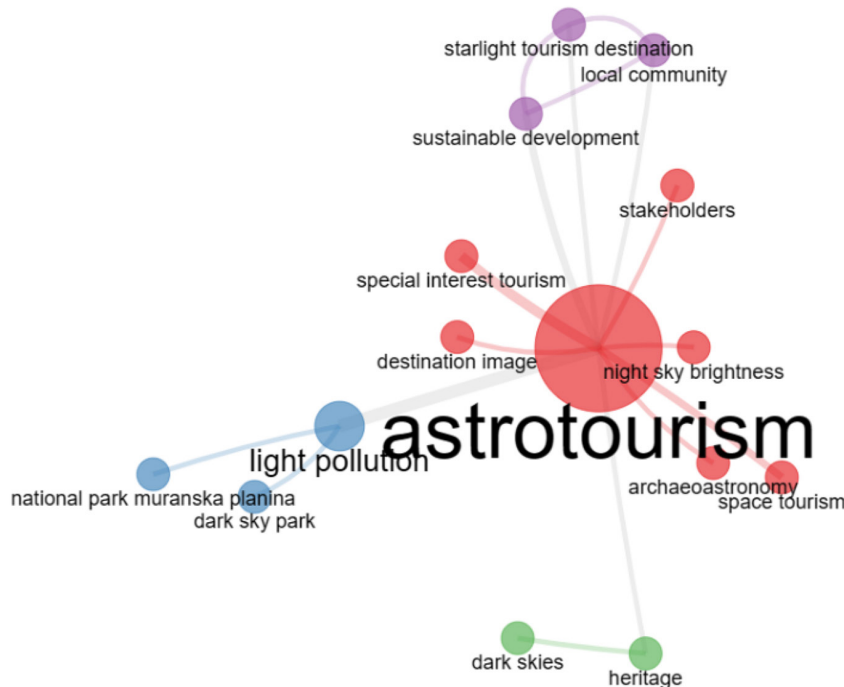 starlight tourism destination
local community
sustainable development
stakeholders
special interest tourism
destination image
night sky brightness
astrotourism
light pollution
archaeoastronomy
space tourism
national park muranska planina
dark sky park
dark skies
heritage